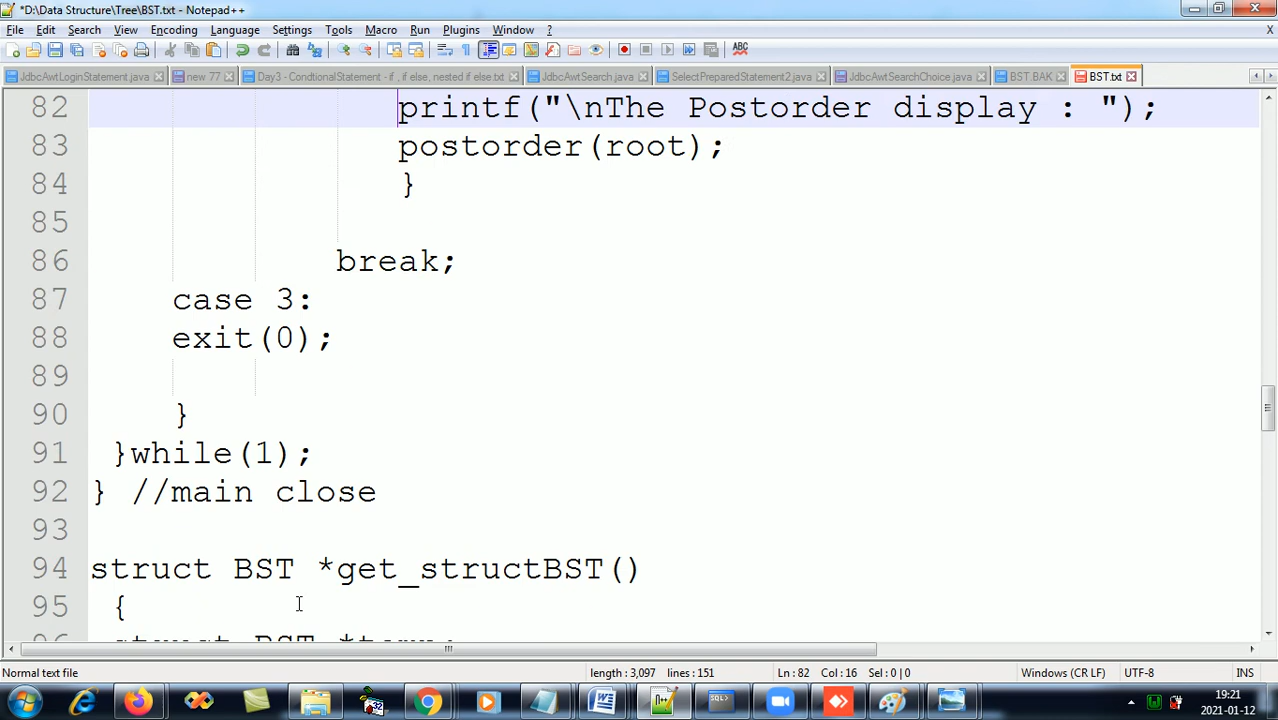 *D:\Data Structure\Tree\BST.txt - Notepad++
File Edit Search View Encoding Language Settings Tools Macro Run Plugins Window ? X
JdbcAwtLoginStatement.java new 77 Day3 - CondtionalStatement if , if else, nested if else.txt JdbcAwtSearch.java SelectPreparedStatement2.java JdbcAwtSearchChoice.java BST.BAK BST.txt
82 printf("\nThe Postorder display : ");
83 postorder(root);
84 }
85
86 break;
87 case 3:
88 exit(0);
89
90 }
91 }while(1);
92 } //main close
93
94 struct BST *get_structBST()
95 {
96 struct BST *temp;
Normal text file length : 3,097 lines : 151 Ln : 82 Col : 16 Sel : 0 | 0 Windows (CR LF) UTF-8 INS
19:21
2021-01-12